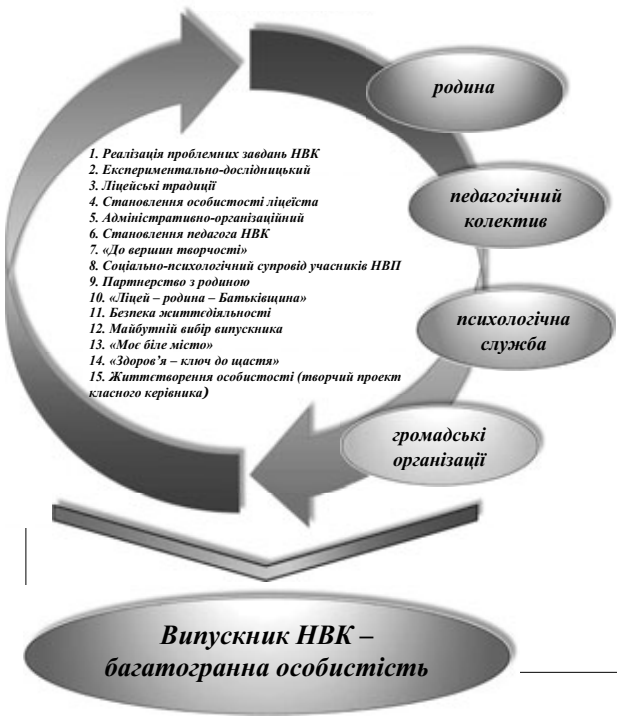 родина
1. Реалізація проблемних завдань НВК
2. Експериментально-дослідницький
3. Ліцейські традиції
4. Становлення особистості ліцеїста
5. Адміністративно-організаційний
6. Становлення педагога НВК
7. «До вершин творчості»
8. Соціально-психологічний супровід учасників НВП
9. Партнерство з родиною
10. «Ліцей – родина – Батьківщина»
11. Безпека життєдіяльності
12. Майбутній вибір випускника
13. «Моє біле місто»
14. «Здоров’я – ключ до щастя»
15. Життєтворення особистості (творчий проект
класного керівника)
педагогічний
колектив
психологічна
служба
громадські
організації
Випускник НВК –
багатогранна особистість